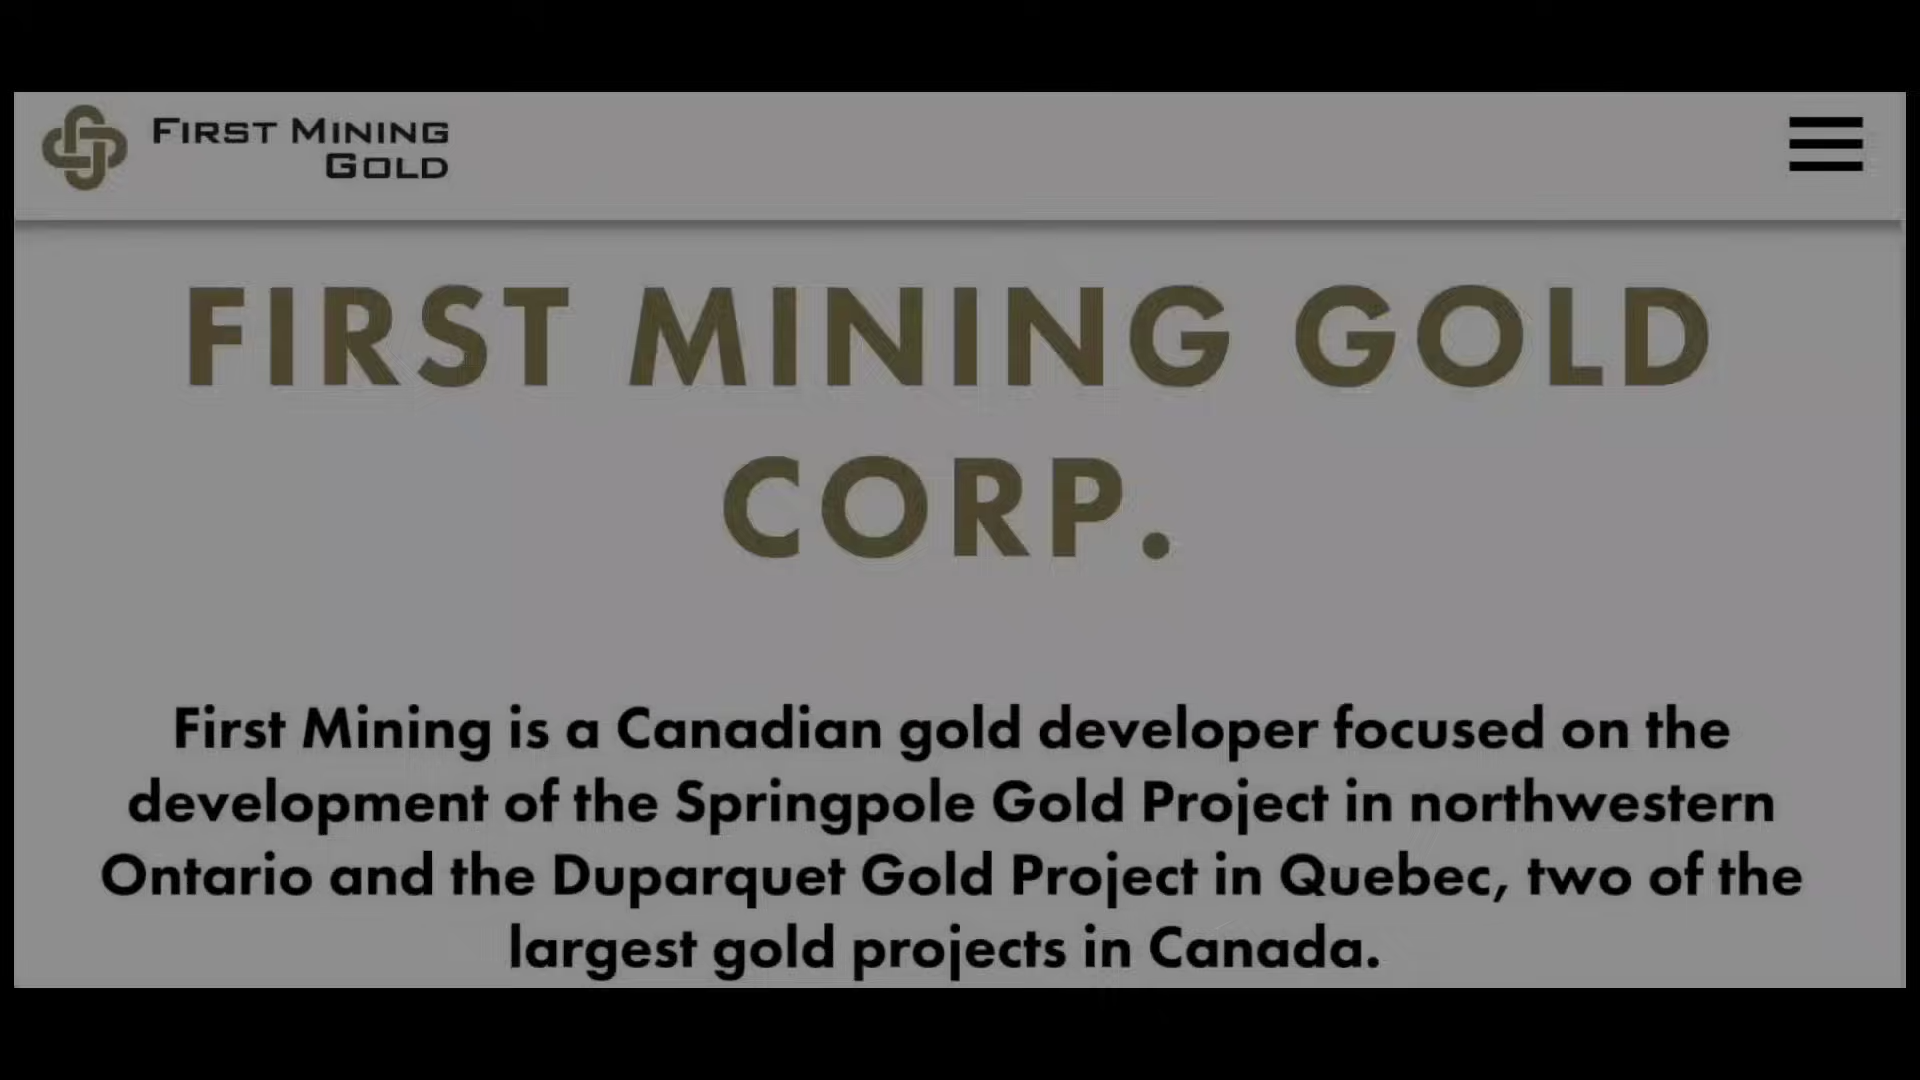 FIRST MINING
GOLD
FIRST MINING GOLD
CORP.
First Mining is a Canadian gold developer focused on the
development of the Springpole Gold Project in northwestern
Ontario and the Duparquet Gold Project in Quebec, two of the
largest gold projects in Canada.